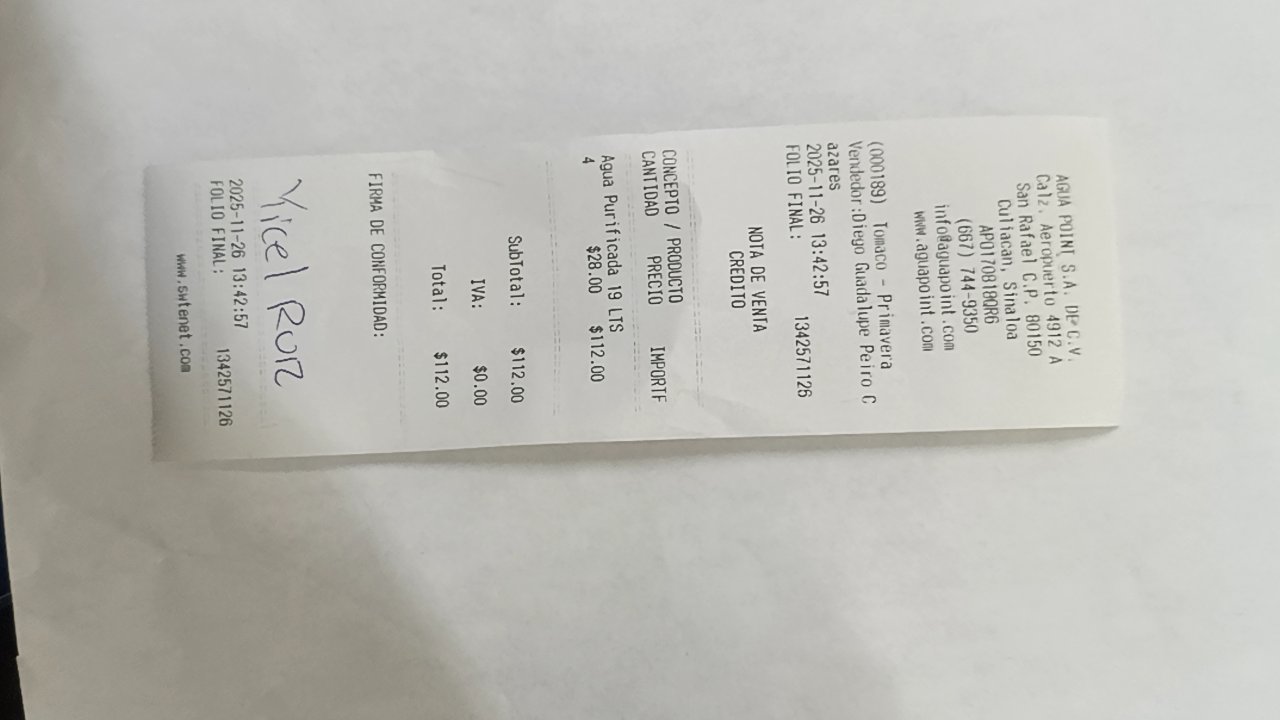 AGUA POINT S.A. DE C.V.
Calz. Aeropuerto 4912 A
San Rafael C.P. 80150
Culiacan, Sinaloa
APO170818QR6
(667) 744-9350
info@aguapoint.com
www.aguapoint.com
(000189) Tomaco - Primavera
Vendedor:Diego Guadalupe Peiro C
azares
2025-11-26 13:42:57
FOLIO FINAL: 1342571126
NOTA DE VENTA
CREDITO
CONCEPTO / PRODUCTO
CANTIDAD PRECIO IMPORTE
Agua Purificada 19 LTS
4 $28.00 $112.00
SubTotal: $112.00
IVA: $0.00
Total: $112.00
FIRMA DE CONFORMIDAD:
Yicel Ruiz
2025-11-26 13:42:57
FOLIO FINAL: 1342571126
www.swtenet.com